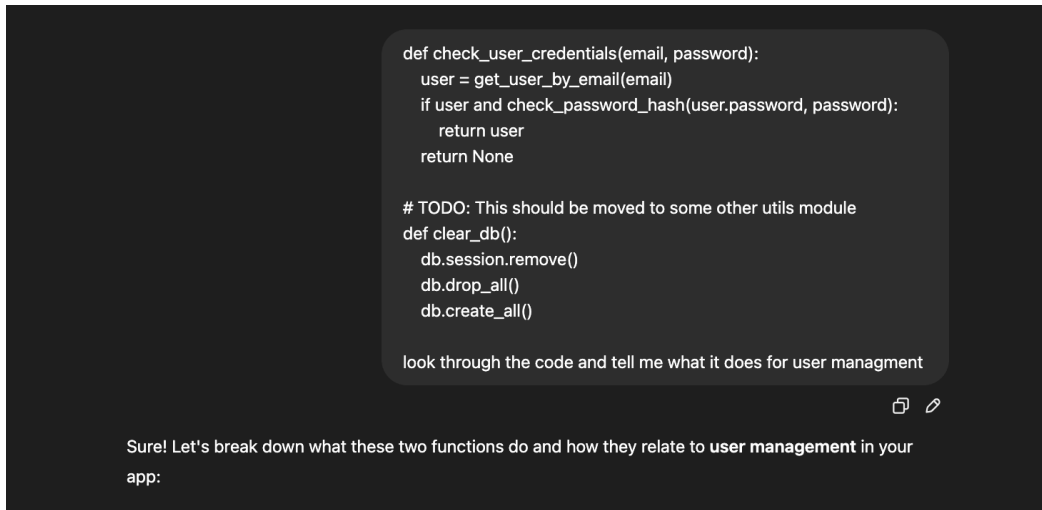 def check_user_credentials(email, password):
    user = get_user_by_email(email)
    if user and check_password_hash(user.password, password):
        return user
    return None

# TODO: This should be moved to some other utils module
def clear_db():
    db.session.remove()
    db.drop_all()
    db.create_all()

look through the code and tell me what it does for user managment
Sure! Let's break down what these two functions do and how they relate to user management in your
app: